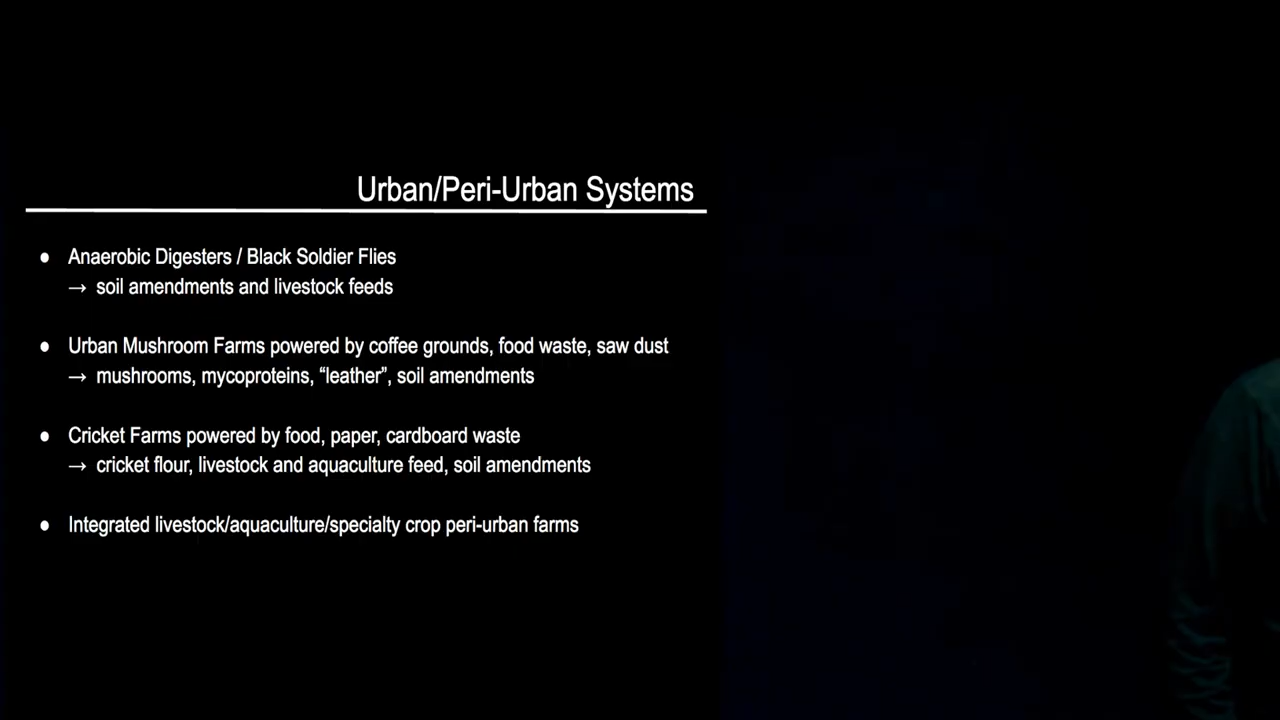 Urban/Peri-Urban Systems
● Anaerobic Digesters / Black Soldier Flies
→ soil amendments and livestock feeds
● Urban Mushroom Farms powered by coffee grounds, food waste, saw dust
→ mushrooms, mycoproteins, “leather”, soil amendments
● Cricket Farms powered by food, paper, cardboard waste
→ cricket flour, livestock and aquaculture feed, soil amendments
● Integrated livestock/aquaculture/specialty crop peri-urban farms